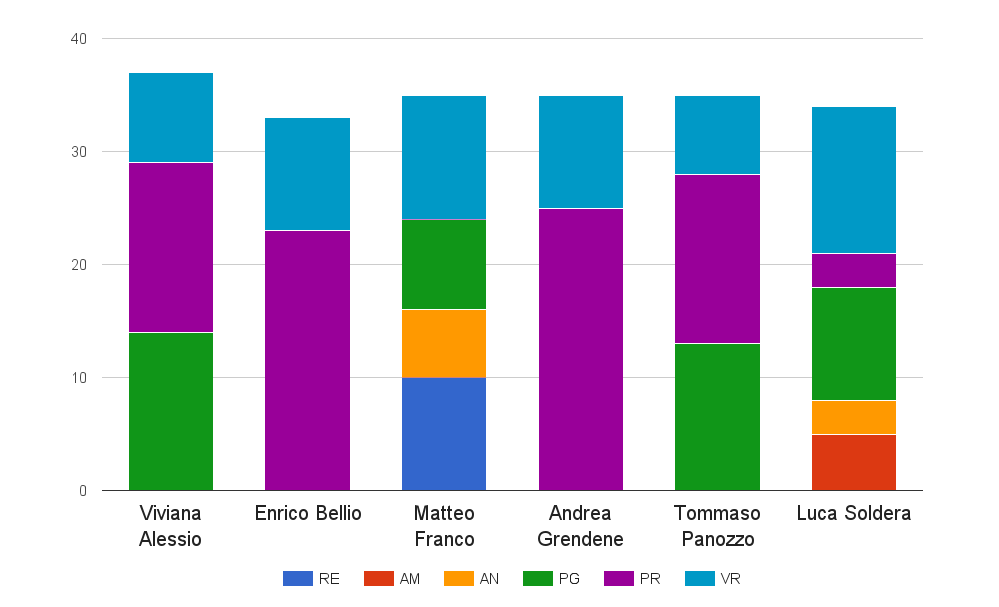 40
30
20
10
0
Viviana Alessio
Enrico Bellio
Matteo Franco
Andrea Grendene
Tommaso Panozzo
Luca Soldera
RE AM AN PG PR VR